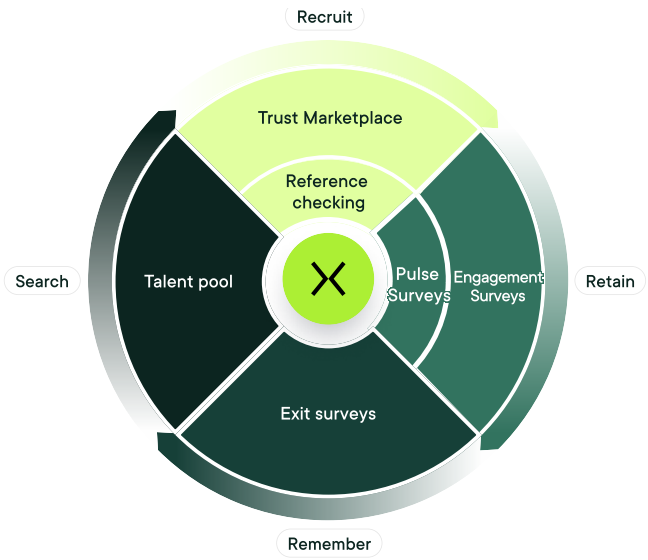 Recruit
Trust Marketplace
Reference
checking
Search
Talent pool
Pulse
Surveys
Engagement
Surveys
Retain
Exit surveys
Remember